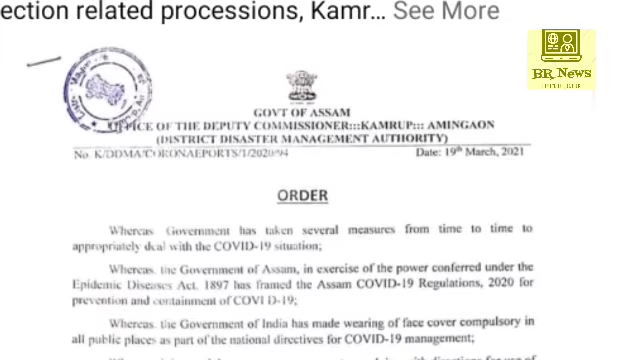 ection related processions, Kamr... See More
BR News
GOVT OF ASSAM
OFFICE OF THE DEPUTY COMMISSIONER:::KAMRUP::: AMINGAON
(DISTRICT DISASTER MANAGEMENT AUTHORITY)
No. K/DDMA/CORONAEPORTS/1/2020/94 Date: 19th March, 2021
ORDER
Whereas Government has taken several measures from time to time to
appropriately deal with the COVID-19 situation;
Whereas, the Government of Assam, in exercise of the power conferred under the
Epidemic Diseases Act, 1897 has framed the Assam COVID-19 Regulations, 2020 for
prevention and containment of COVI D-19;
Whereas, the Government of India has made wearing of face cover compulsory in
all public places as part of the national directives for COVID-19 management;